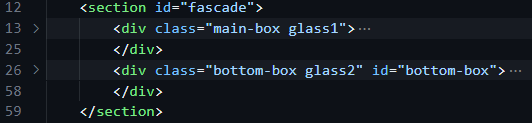 12 <section id="fascade">
13 > <div class="main-box glass1">…
25 </div>
26 > <div class="bottom-box glass2" id="bottom-box">…
58 </div>
59 </section>